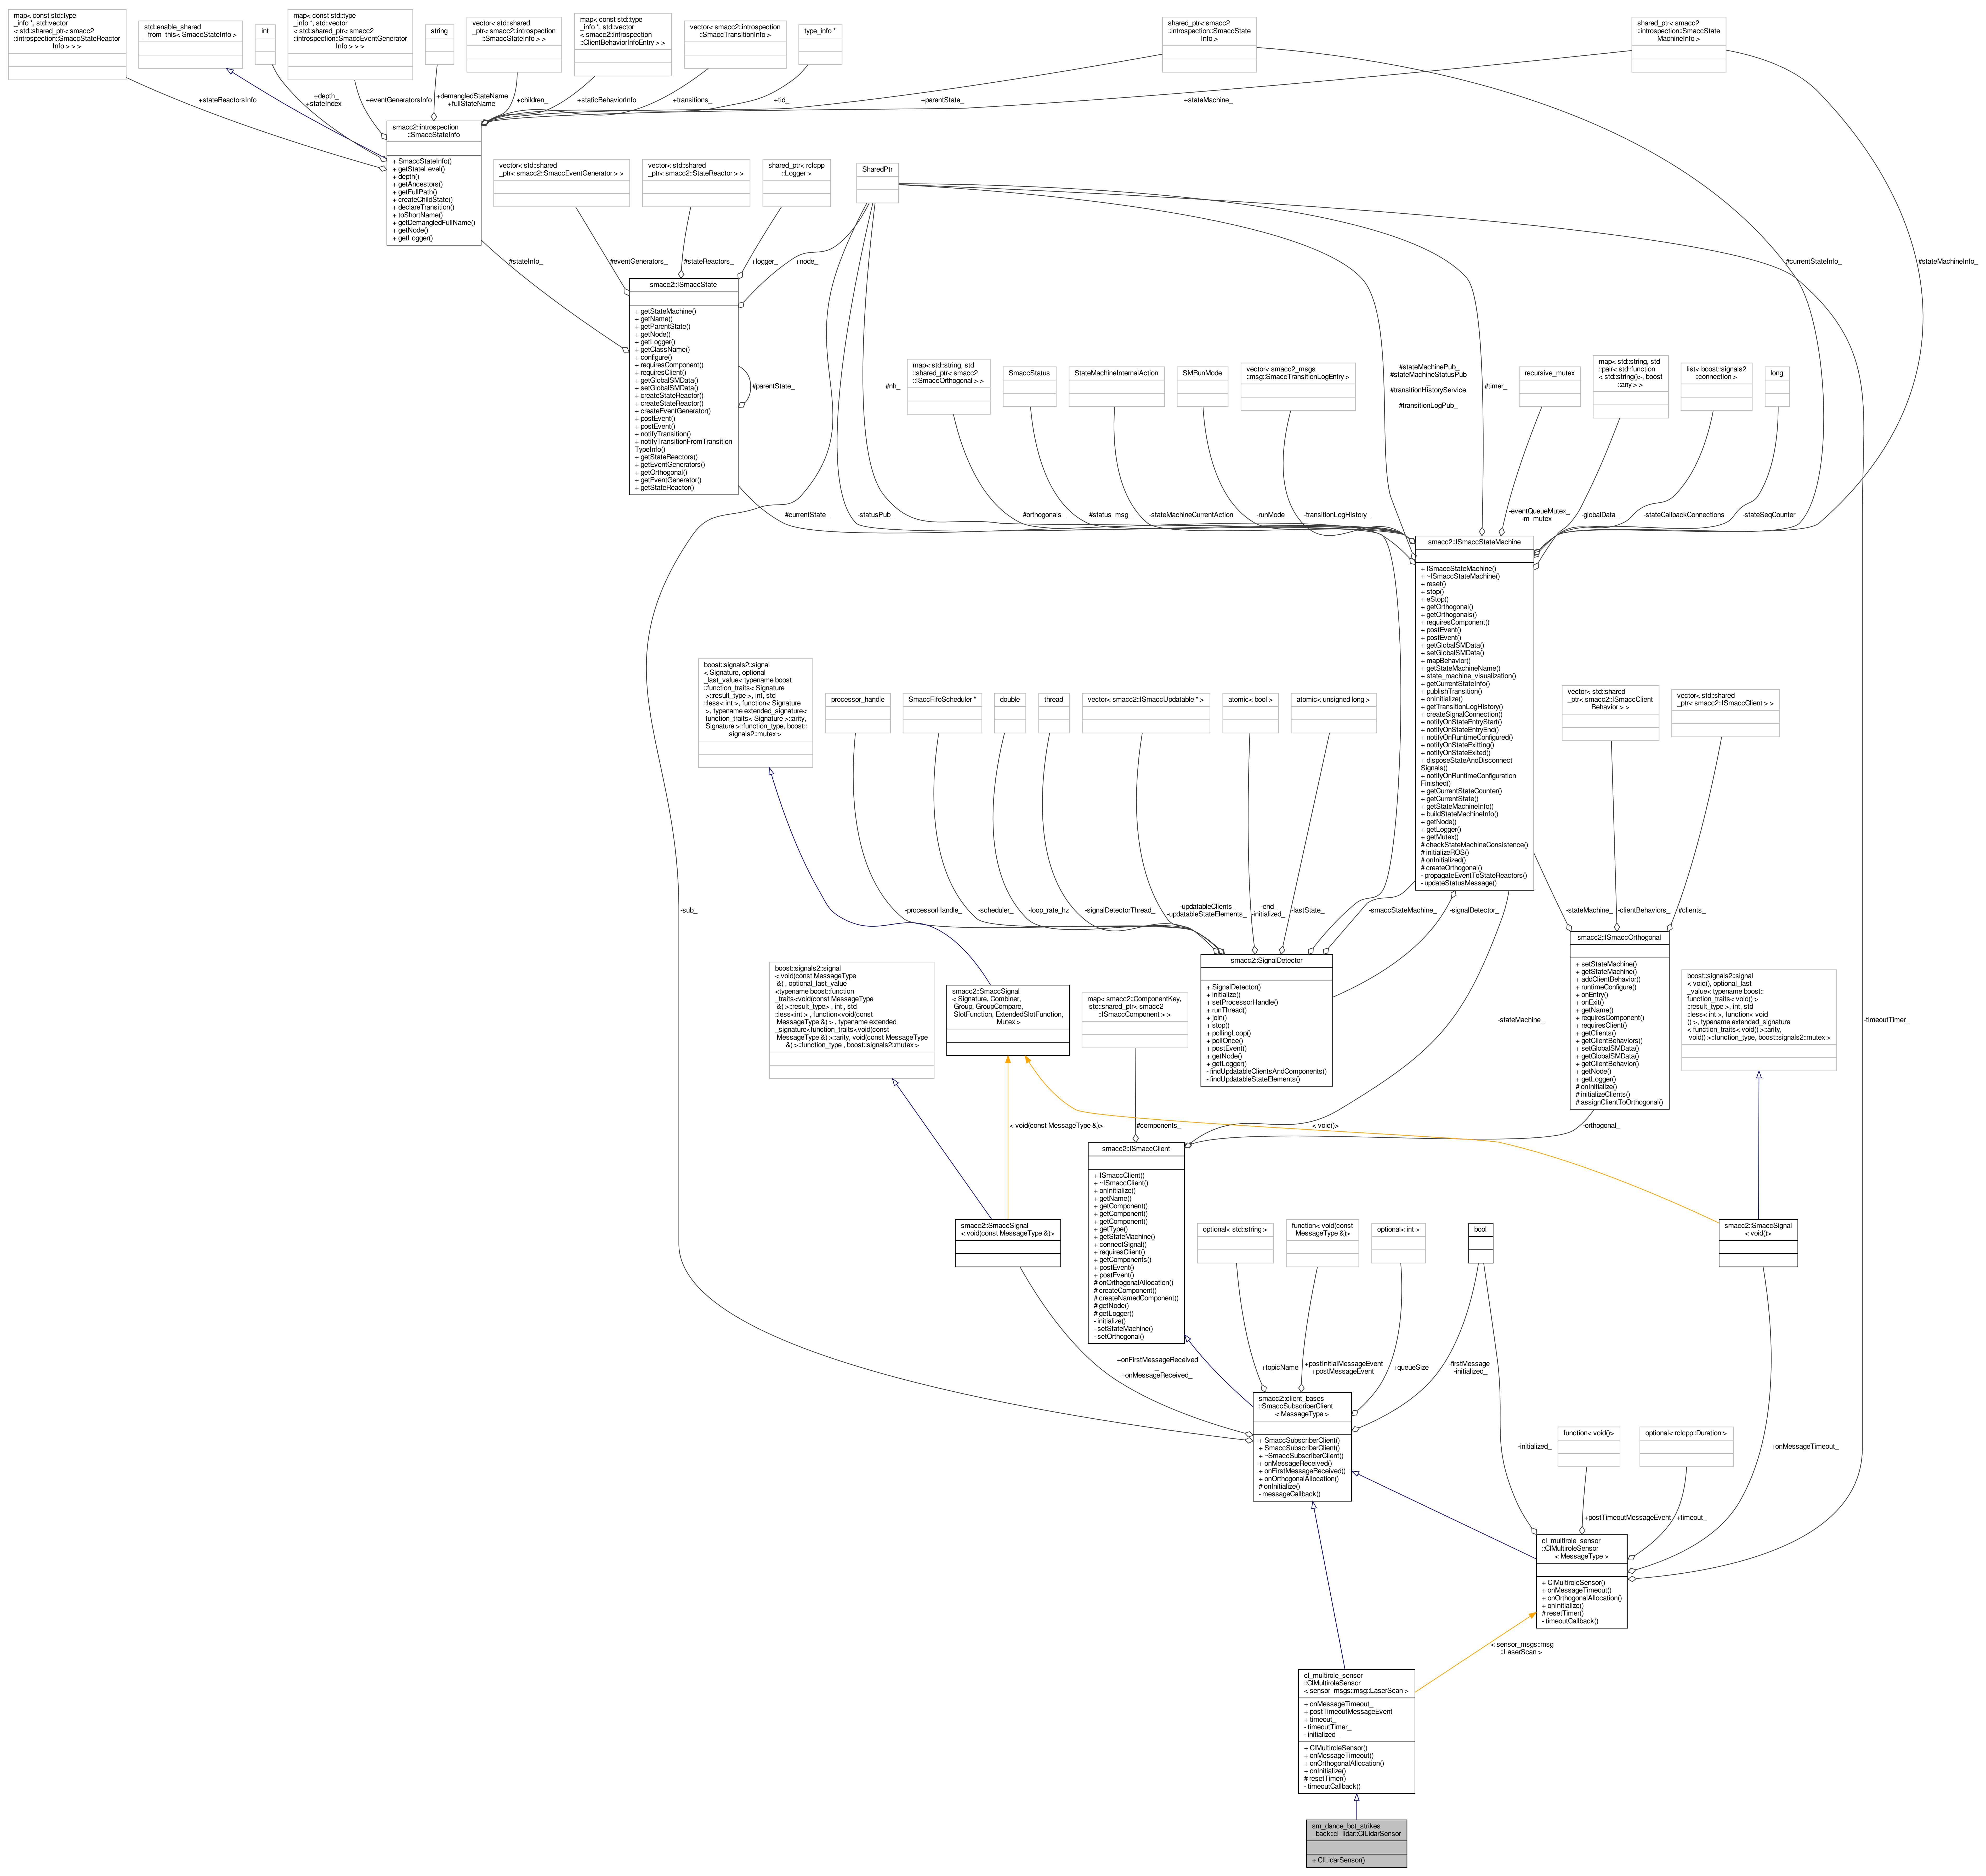 map< const std::type
_info *, std::vector
< std::shared_ptr< smacc2
::introspection::SmaccStateReactor
Info > > >
std::enable_shared
_from_this< SmaccStateInfo >
int
map< const std::type
_info *, std::vector
< std::shared_ptr< smacc2
::introspection::SmaccEventGenerator
Info > > >
string
vector< std::shared
_ptr< smacc2::introspection
::SmaccStateInfo > >
map< const std::type
_info *, std::vector
< smacc2::introspection
::ClientBehaviorInfoEntry > >
vector< smacc2::introspection
::SmaccTransitionInfo >
type_info *
shared_ptr< smacc2
::introspection::SmaccState
Info >
shared_ptr< smacc2
::introspection::SmaccState
MachineInfo >
+stateReactorsInfo
+depth_
+stateIndex_
+eventGeneratorsInfo
+demangledStateName
+fullStateName
+children_
+staticBehaviorInfo
+transitions_
+tid_
+parentState_
+stateMachine_
smacc2::introspection
::SmaccStateInfo
+ SmaccStateInfo()
+ getStateLevel()
+ depth()
+ getAncestors()
+ getFullPath()
+ createChildState()
+ declareTransition()
+ toShortName()
+ getDemangledFullName()
+ getNode()
+ getLogger()
vector< std::shared
_ptr< smacc2::SmaccEventGenerator > >
vector< std::shared
_ptr< smacc2::StateReactor > >
shared_ptr< rclcpp
::Logger >
SharedPtr
#stateInfo_
#eventGenerators_
#stateReactors_
+logger_
+node_
#currentStateInfo_
#stateMachineInfo_
smacc2::ISmaccState
+ getStateMachine()
+ getName()
+ getParentState()
+ getNode()
+ getLogger()
+ getClassName()
+ configure()
+ requiresComponent()
+ requiresClient()
+ getGlobalSMData()
+ setGlobalSMData()
+ createStateReactor()
+ createStateReactor()
+ createEventGenerator()
+ postEvent()
+ postEvent()
+ notifyTransition()
+ notifyTransitionFromTransition
TypeInfo()
+ getStateReactors()
+ getEventGenerators()
+ getOrthogonal()
+ getEventGenerator()
+ getStateReactor()
#parentState_
#nh_
map< std::string, std
::shared_ptr< smacc2
::ISmaccOrthogonal > >
SmaccStatus
StateMachineInternalAction
SMRunMode
vector< smacc2_msgs
::msg::SmaccTransitionLogEntry >
#stateMachinePub_
#stateMachineStatusPub
_
#transitionHistoryService
_
#transitionLogPub_
#timer_
recursive_mutex
map< std::string, std
::pair< std::function
< std::string()>, boost
::any > >
list< boost::signals2
::connection >
long
#currentState_
-statusPub_
#orthogonals_
#status_msg_
-stateMachineCurrentAction
-runMode_
-transitionLogHistory_
-eventQueueMutex_
-m_mutex_
-globalData_
-stateCallbackConnections
-stateSeqCounter_
smacc2::ISmaccStateMachine
+ ISmaccStateMachine()
+ ~ISmaccStateMachine()
+ reset()
+ stop()
+ eStop()
+ getOrthogonal()
+ getOrthogonals()
+ requiresComponent()
+ postEvent()
+ postEvent()
+ getGlobalSMData()
+ setGlobalSMData()
+ mapBehavior()
+ getStateMachineName()
+ state_machine_visualization()
+ getCurrentStateInfo()
+ publishTransition()
+ onInitialize()
+ getTransitionLogHistory()
+ createSignalConnection()
+ notifyOnStateEntryStart()
+ notifyOnStateEntryEnd()
+ notifyOnRuntimeConfigured()
+ notifyOnStateExitting()
+ notifyOnStateExited()
+ disposeStateAndDisconnect
Signals()
+ notifyOnRuntimeConfiguration
Finished()
+ getCurrentStateCounter()
+ getCurrentState()
+ getStateMachineInfo()
+ buildStateMachineInfo()
+ getNode()
+ getLogger()
+ getMutex()
# checkStateMachineConsistence()
# initializeROS()
# onInitialized()
# createOrthogonal()
- propagateEventToStateReactors()
- updateStatusMessage()
boost::signals2::signal
< Signature, optional
_last_value< typename boost
::function_traits< Signature
>::result_type >, int, std
::less< int >, function< Signature
>, typename extended_signature<
function_traits< Signature >::arity,
Signature >::function_type, boost::
signals2::mutex >
processor_handle
SmaccFifoScheduler *
double
thread
vector< smacc2::ISmaccUpdatable * >
atomic< bool >
atomic< unsigned long >
vector< std::shared
_ptr< smacc2::ISmaccClient
Behavior > >
vector< std::shared
_ptr< smacc2::ISmaccClient > >
-sub_
-processorHandle_
-scheduler_
-loop_rate_hz
-signalDetectorThread_
-updatableClients_
-updatableStateElements_
-end_
-initialized_
-lastState_
-smaccStateMachine_
-signalDetector_
-stateMachine_
-clientBehaviors_
#clients_
smacc2::SignalDetector
+ SignalDetector()
+ initialize()
+ setProcessorHandle()
+ runThread()
+ join()
+ stop()
+ pollingLoop()
+ pollOnce()
+ postEvent()
+ getNode()
+ getLogger()
- findUpdatableClientsAndComponents()
- findUpdatableStateElements()
smacc2::ISmaccOrthogonal
+ setStateMachine()
+ getStateMachine()
+ addClientBehavior()
+ runtimeConfigure()
+ onEntry()
+ onExit()
+ getName()
+ requiresComponent()
+ requiresClient()
+ getClients()
+ getClientBehaviors()
+ setGlobalSMData()
+ getGlobalSMData()
+ getClientBehavior()
+ getNode()
+ getLogger()
# onInitialize()
# initializeClients()
# assignClientToOrthogonal()
boost::signals2::signal
< void(const MessageType
&) , optional_last_value
<typename boost::function
_traits<void(const MessageType
&) >::result_type> , int , std
::less<int > , function<void(const
MessageType &) > , typename extended
_signature<function_traits<void(const
MessageType &) >::arity, void(const MessageType
&) >::function_type , boost::signals2::mutex >
smacc2::SmaccSignal
< Signature, Combiner,
Group, GroupCompare,
SlotFunction, ExtendedSlotFunction,
Mutex >
map< smacc2::ComponentKey,
std::shared_ptr< smacc2
::ISmaccComponent > >
boost::signals2::signal
< void(), optional_last
_value< typename boost::
function_traits< void() >
::result_type >, int, std
::less< int >, function< void
() >, typename extended_signature
< function_traits< void() >::arity,
void() >::function_type, boost::signals2::mutex >
-stateMachine_
-timeoutTimer_
< void(const MessageType &)>
#components_
< void()>
-orthogonal_
smacc2::ISmaccClient
+ ISmaccClient()
+ ~ISmaccClient()
+ onInitialize()
+ getName()
+ getComponent()
+ getComponent()
+ getComponent()
+ getType()
+ getStateMachine()
+ connectSignal()
+ requiresClient()
+ getComponents()
+ postEvent()
+ postEvent()
# onOrthogonalAllocation()
# createComponent()
# createNamedComponent()
# getNode()
# getLogger()
- initialize()
- setStateMachine()
- setOrthogonal()
smacc2::SmaccSignal
< void(const MessageType &)>
optional< std::string >
function< void(const
MessageType &)>
optional< int >
bool
smacc2::SmaccSignal
< void()>
+onFirstMessageReceived
_
+onMessageReceived_
+topicName
+postInitialMessageEvent
+postMessageEvent
+queueSize
-firstMessage_
-initialized_
smacc2::client_bases
::SmaccSubscriberClient
< MessageType >
+ SmaccSubscriberClient()
+ SmaccSubscriberClient()
+ ~SmaccSubscriberClient()
+ onMessageReceived()
+ onFirstMessageReceived()
+ onOrthogonalAllocation()
# onInitialize()
- messageCallback()
function< void()>
optional< rclcpp::Duration >
-initialized_
+onMessageTimeout_
+postTimeoutMessageEvent
+timeout_
cl_multirole_sensor
::ClMultiroleSensor
< MessageType >
+ ClMultiroleSensor()
+ onMessageTimeout()
+ onOrthogonalAllocation()
+ onInitialize()
# resetTimer()
- timeoutCallback()
< sensor_msgs::msg
::LaserScan >
cl_multirole_sensor
::ClMultiroleSensor
< sensor_msgs::msg::LaserScan >
+ onMessageTimeout_
+ postTimeoutMessageEvent
+ timeout_
- timeoutTimer_
- initialized_
+ ClMultiroleSensor()
+ onMessageTimeout()
+ onOrthogonalAllocation()
+ onInitialize()
# resetTimer()
- timeoutCallback()
sm_dance_bot_strikes
_back::cl_lidar::ClLidarSensor
+ ClLidarSensor()